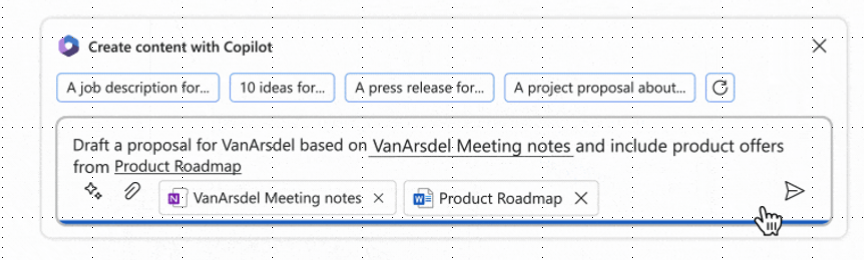 Create content with Copilot
A job description for...
10 ideas for...
A press release for...
A project proposal about...
Draft a proposal for VanArsdel based on VanArsdel Meeting notes and include product offers
from Product Roadmap
N VanArsdel Meeting notes
W Product Roadmap